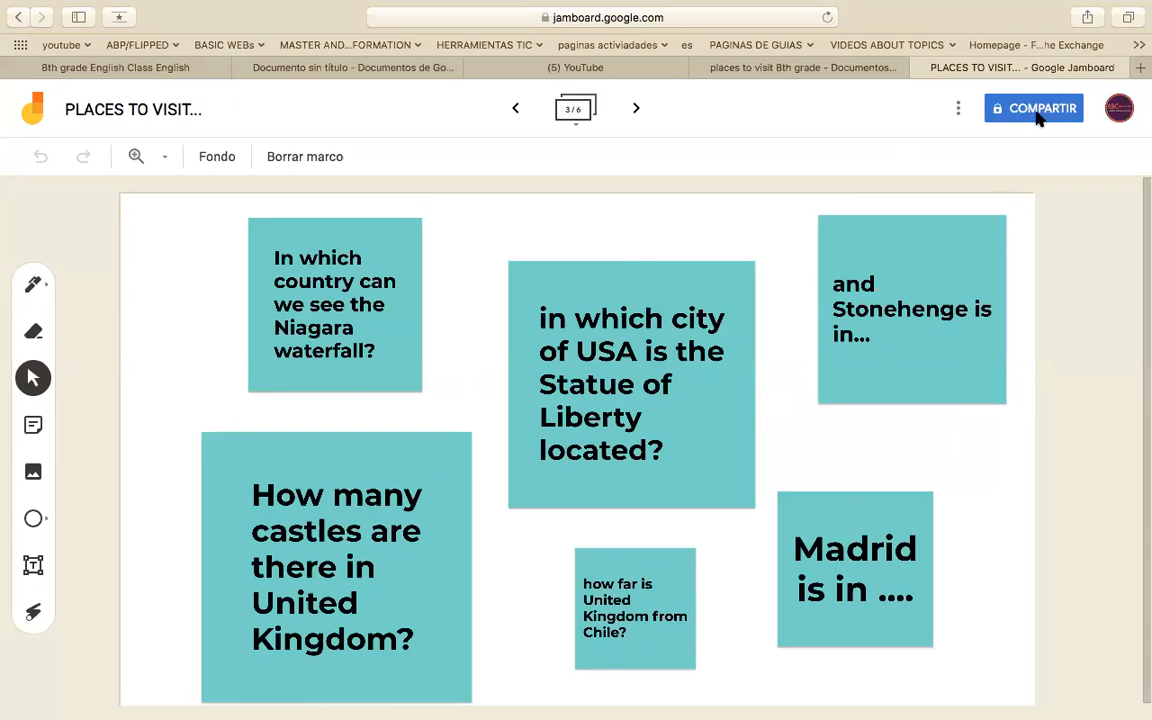 jamboard.google.com
youtube
ABP/FLIPPED
BASIC WEBs
MASTER AND...FORMATION
HERRAMIENTAS TIC
paginas activiadades
es
PAGINAS DE GUIAS
VIDEOS ABOUT TOPICS
Homepage - F...he Exchange
8th grade English Class English
Documento sin título - Documentos de Go...
(5) YouTube
places to visit 8th grade - Documentos...
PLACES TO VISIT... - Google Jamboard
PLACES TO VISIT...
3/6
COMPARTIR
Fondo
Borrar marco
In which
country can
we see the
Niagara
waterfall?
in which city
of USA is the
Statue of
Liberty
located?
and
Stonehenge is
in...
How many
castles are
there in
United
Kingdom?
how far is
United
Kingdom from
Chile?
Madrid
is in ....